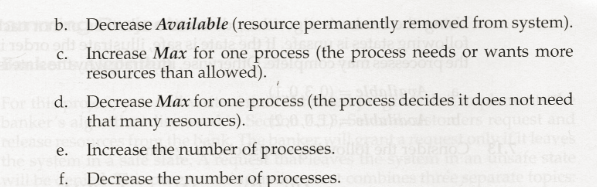 b. Decrease Available (resource permanently removed from system).
c. Increase Max for one process (the process needs or wants more
resources than allowed).
d. Decrease Max for one process (the process decides it does not need
that many resources).
e. Increase the number of processes.
f. Decrease the number of processes.